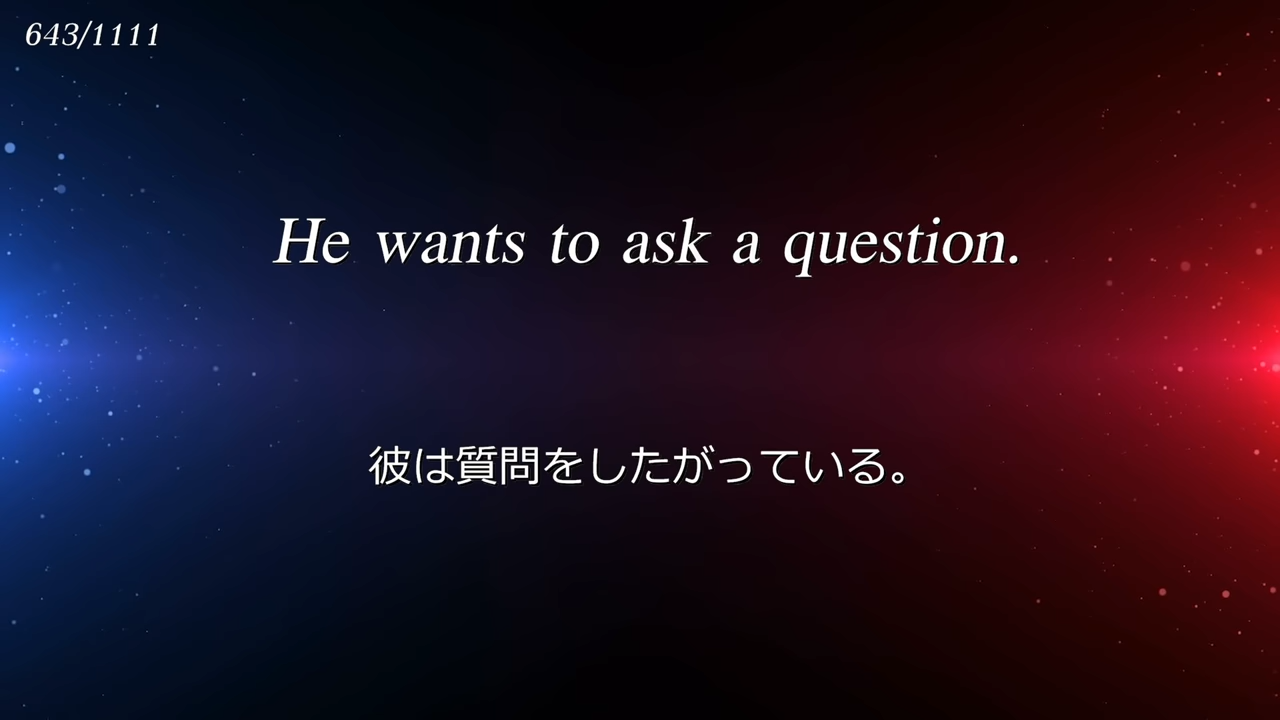 643/1111
He wants to ask a question.
彼は質問をしたがっている。